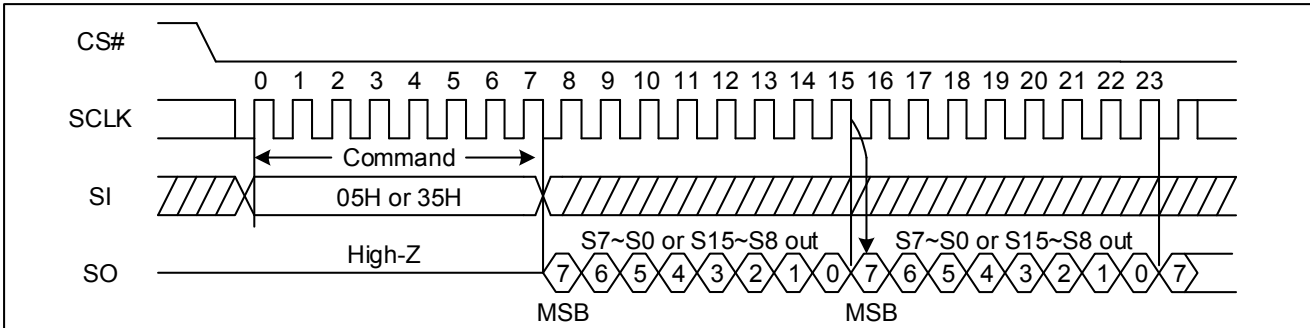 CS#
0 1 2 3 4 5 6 7 8 9 10 11 12 13 14 15 16 17 18 19 20 21 22 23
SCLK
Command
SI
05H or 35H
S7~S0 or S15~S8 out S7~S0 or S15~S8 out
High-Z
SO
7 6 5 4 3 2 1 0 7 6 5 4 3 2 1 0 7
MSB MSB